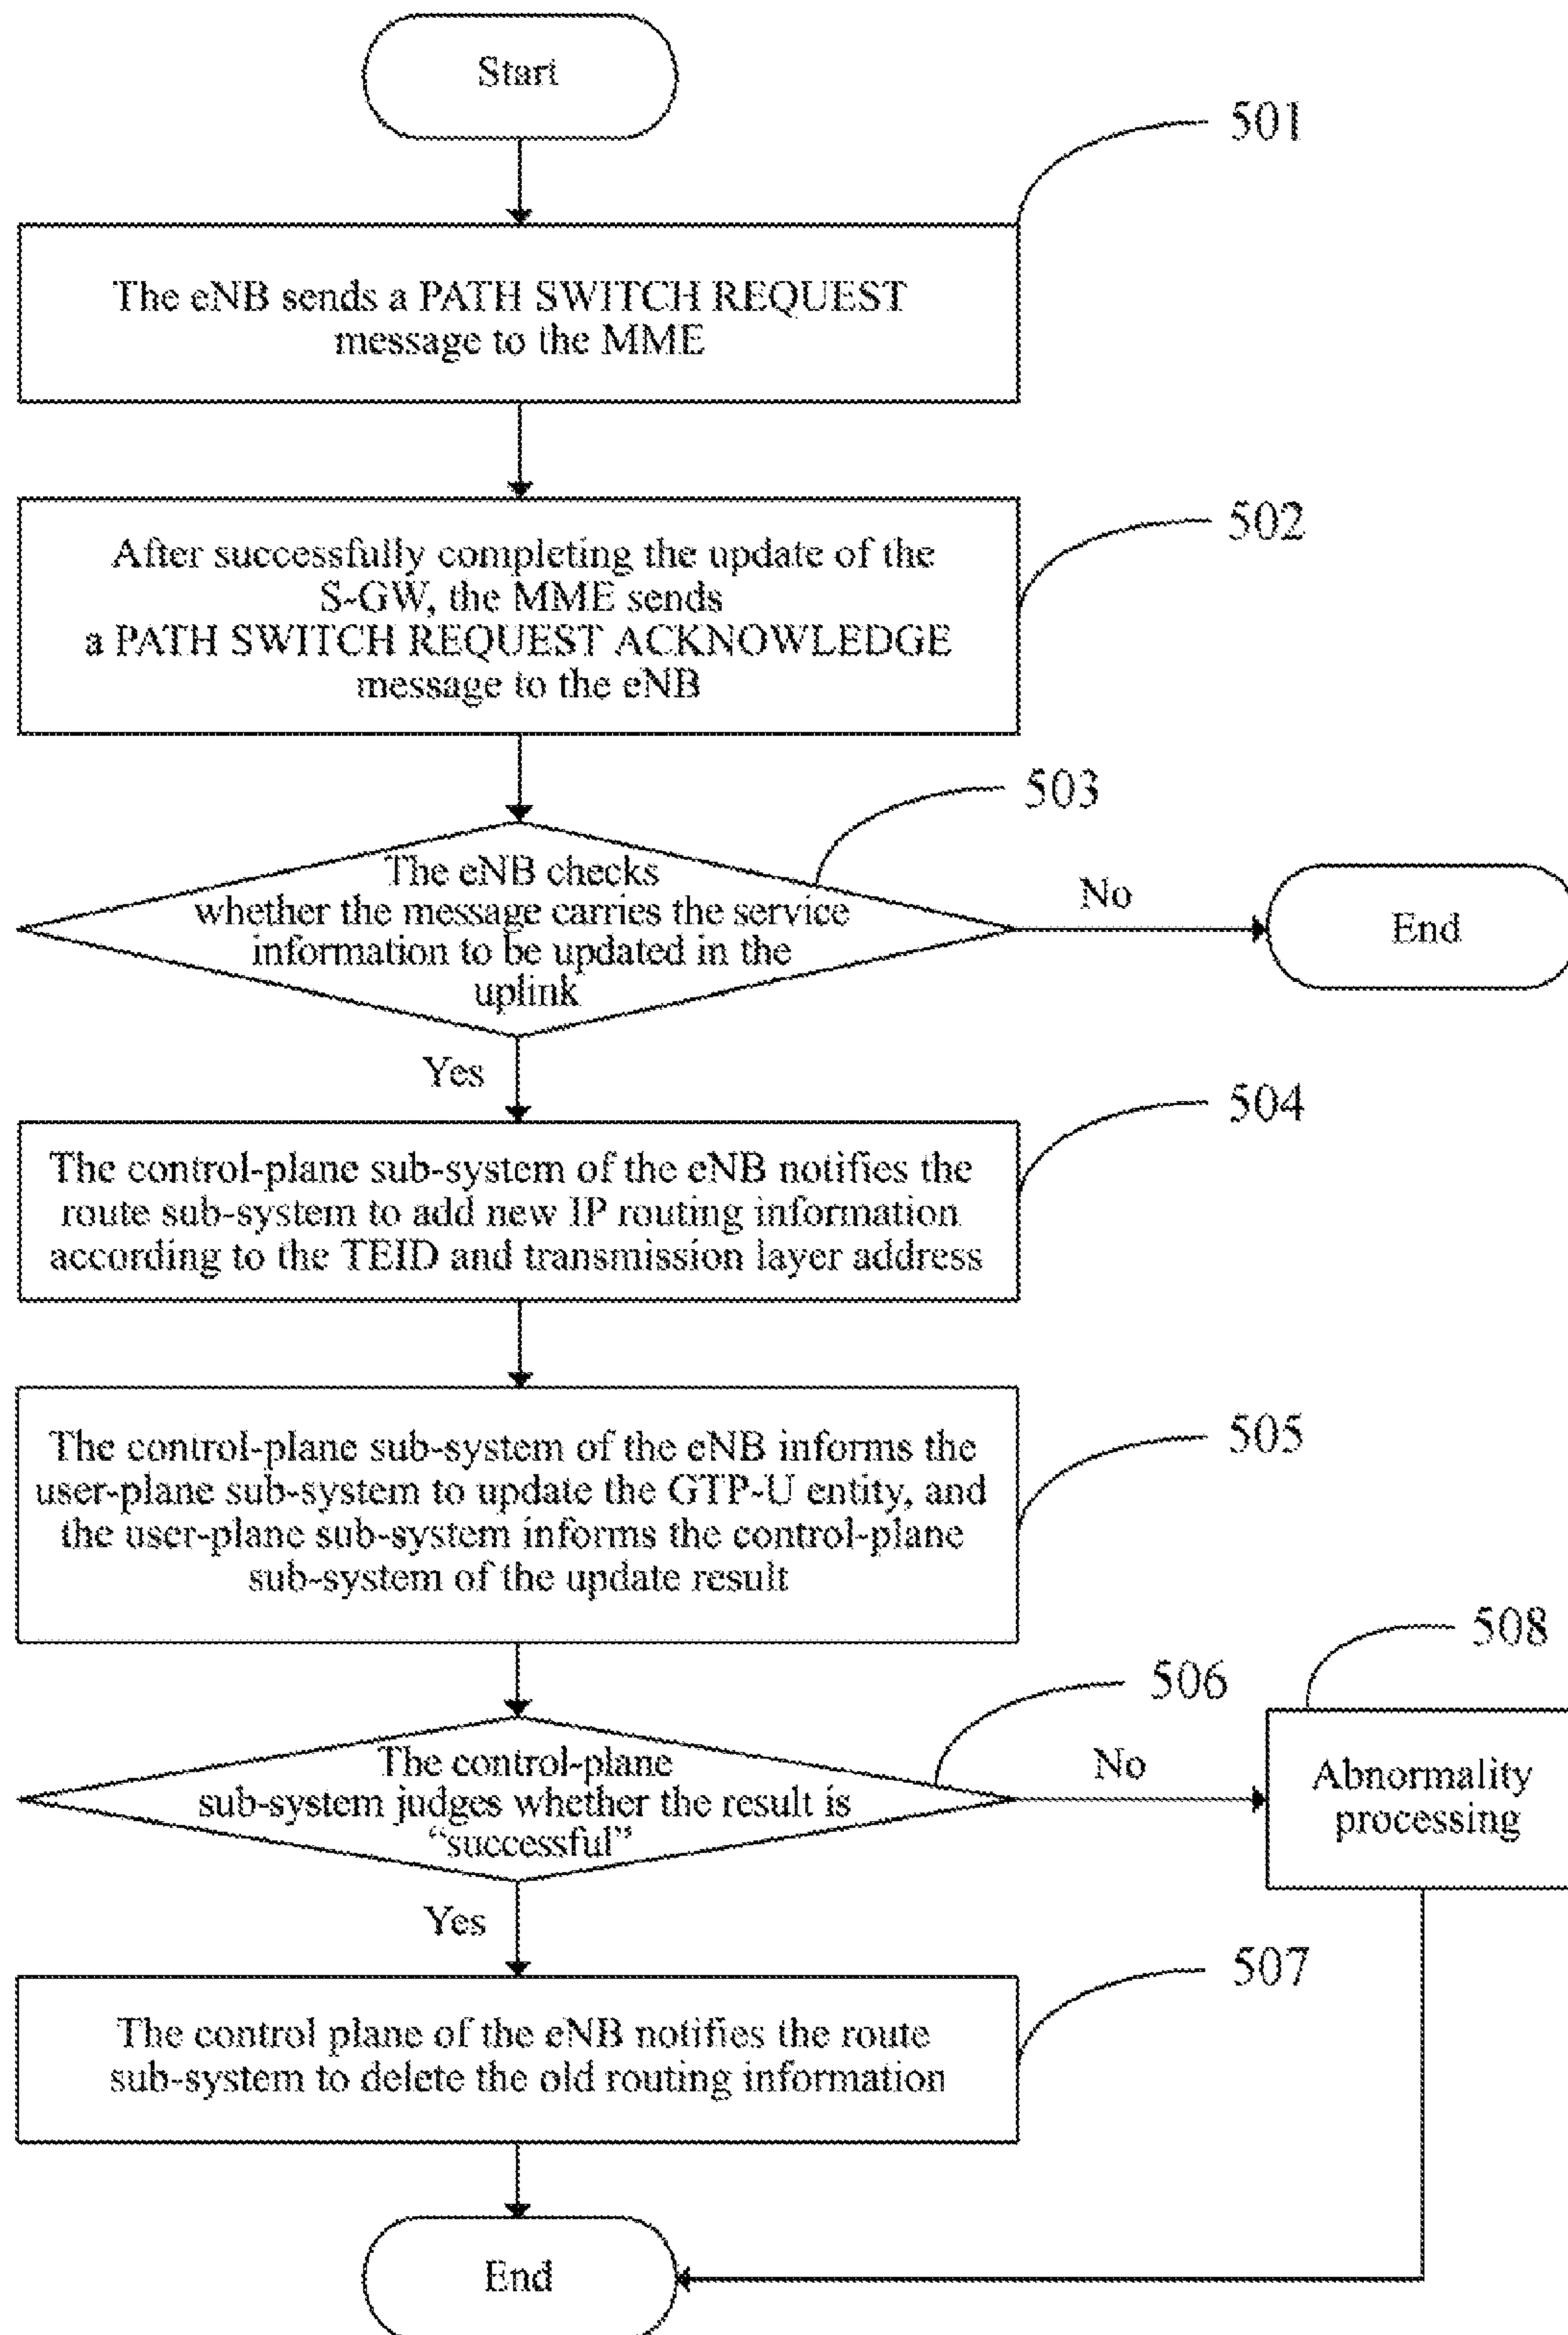 Start
501
The eNB sends a PATH SWITCH REQUEST
message to the MME
502
After successfully completing the update of the
S-GW, the MME sends
a PATH SWITCH REQUEST ACKNOWLEDGE
message to the eNB
503
The eNB checks
whether the message carries the service
information to be updated in the
uplink
No
End
Yes
504
The control-plane sub-system of the eNB notifies the
route sub-system to add new IP routing information
according to the TEID and transmission layer address
505
The control-plane sub-system of the eNB informs the
user-plane sub-system to update the GTP-U entity, and
the user-plane sub-system informs the control-plane
sub-system of the update result
508
506
The control-plane
sub-system judges whether the result is
“successful”
No
Abnormality
processing
Yes
507
The control plane of the eNB notifies the route
sub-system to delete the old routing information
End